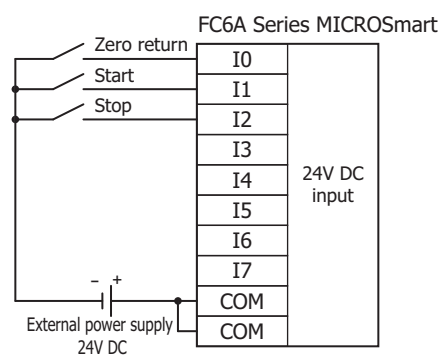 FC6A Series MICROSmart
Zero return
Start
Stop
I0
I1
I2
I3
I4
I5
I6
I7
COM
COM
24V DC
input
– +
External power supply
24V DC